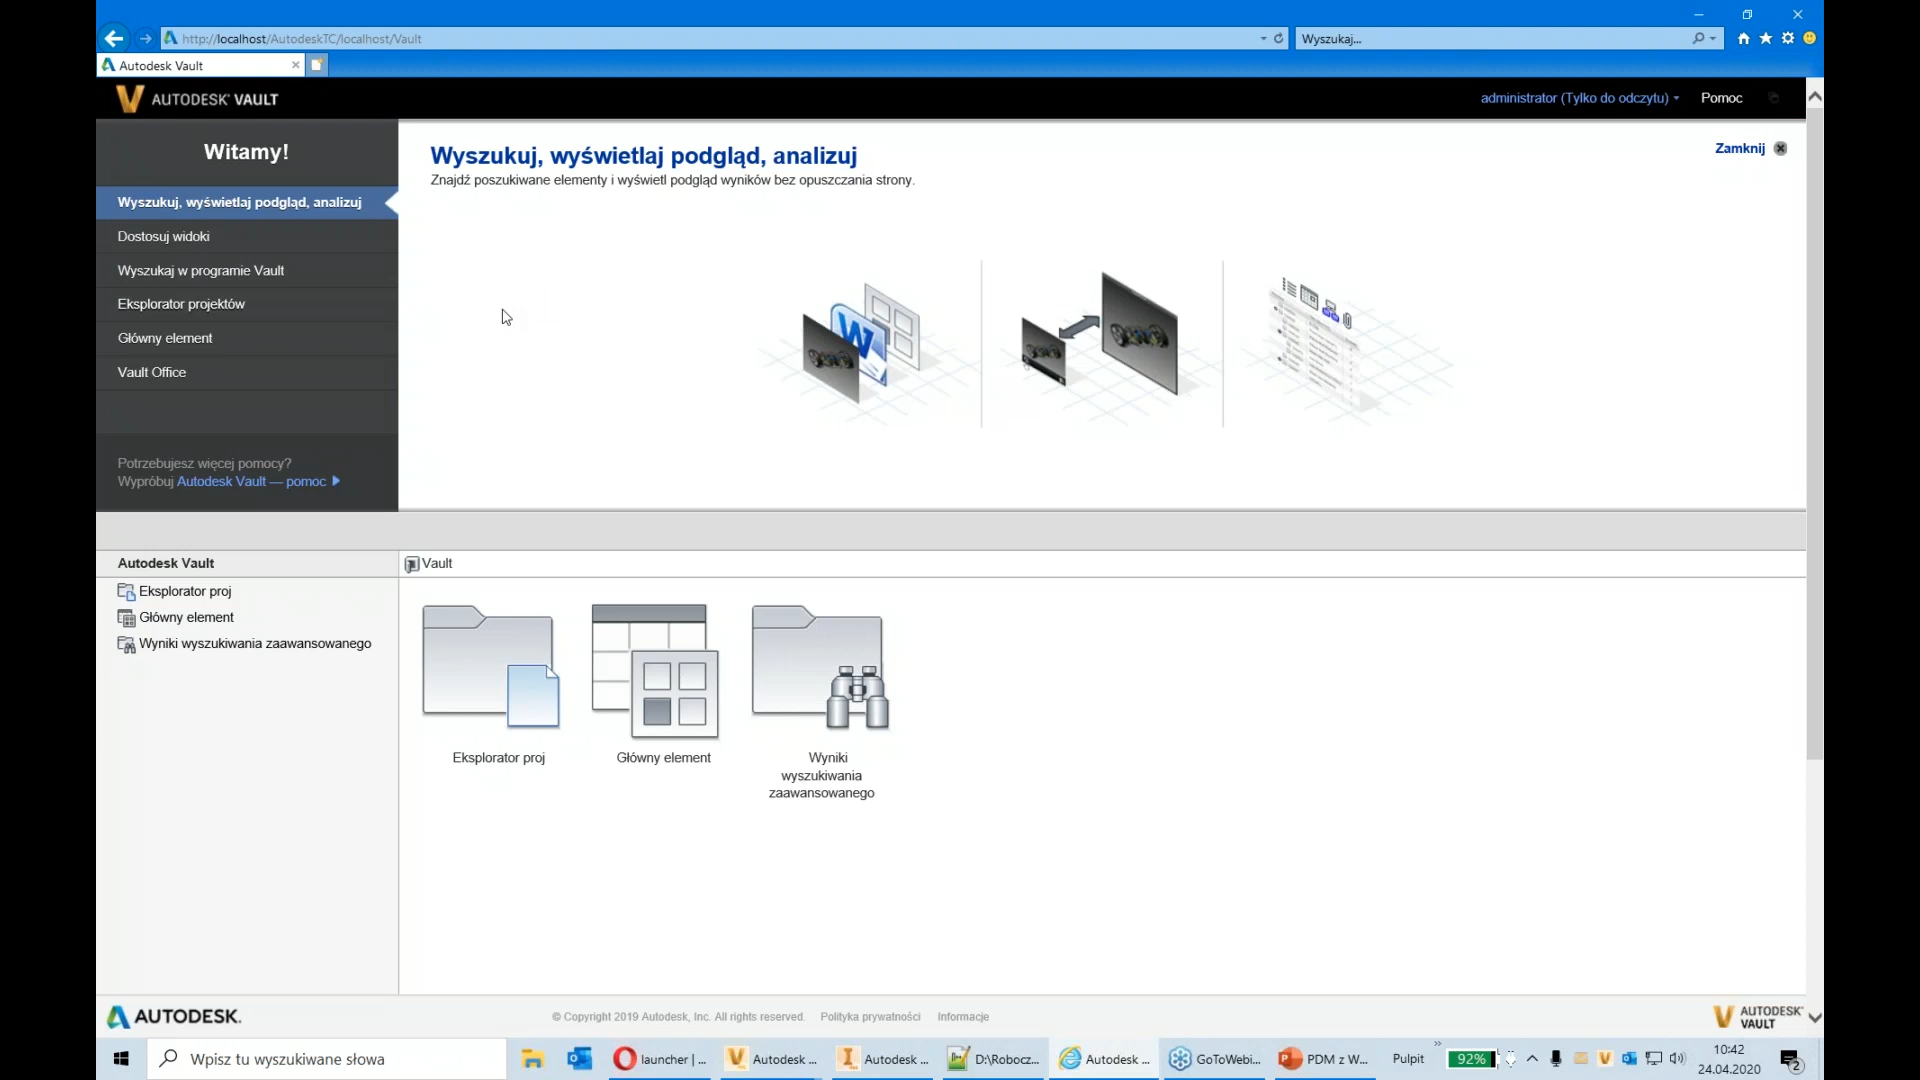 http://localhost/AutodeskTC/localhost/Vault
Wyszukaj...
Autodesk Vault
AUTODESK® VAULT
administrator (Tylko do odczytu)
Pomoc
Witamy!
Wyszukuj, wyświetlaj podgląd, analizuj
Dostosuj widoki
Wyszukaj w programie Vault
Eksplorator projektów
Główny element
Vault Office
Potrzebujesz więcej pomocy?
Wypróbuj Autodesk Vault — pomoc
Wyszukuj, wyświetlaj podgląd, analizuj
Znajdź poszukiwane elementy i wyświetl podgląd wyników bez opuszczania strony.
Zamknij
W
Autodesk Vault
Eksplorator proj
Główny element
Wyniki wyszukiwania zaawansowanego
Vault
Eksplorator proj
Główny element
Wyniki
wyszukiwania
zaawansowanego
AUTODESK.
© Copyright 2019 Autodesk, Inc. All rights reserved.
Polityka prywatności
Informacje
AUTODESK®
VAULT
Wpisz tu wyszukiwane słowa
launcher | ...
Autodesk ...
Autodesk ...
D:\Robocz...
Autodesk ...
GoToWebi...
PDM z W...
Pulpit
92%
10:42
24.04.2020
2